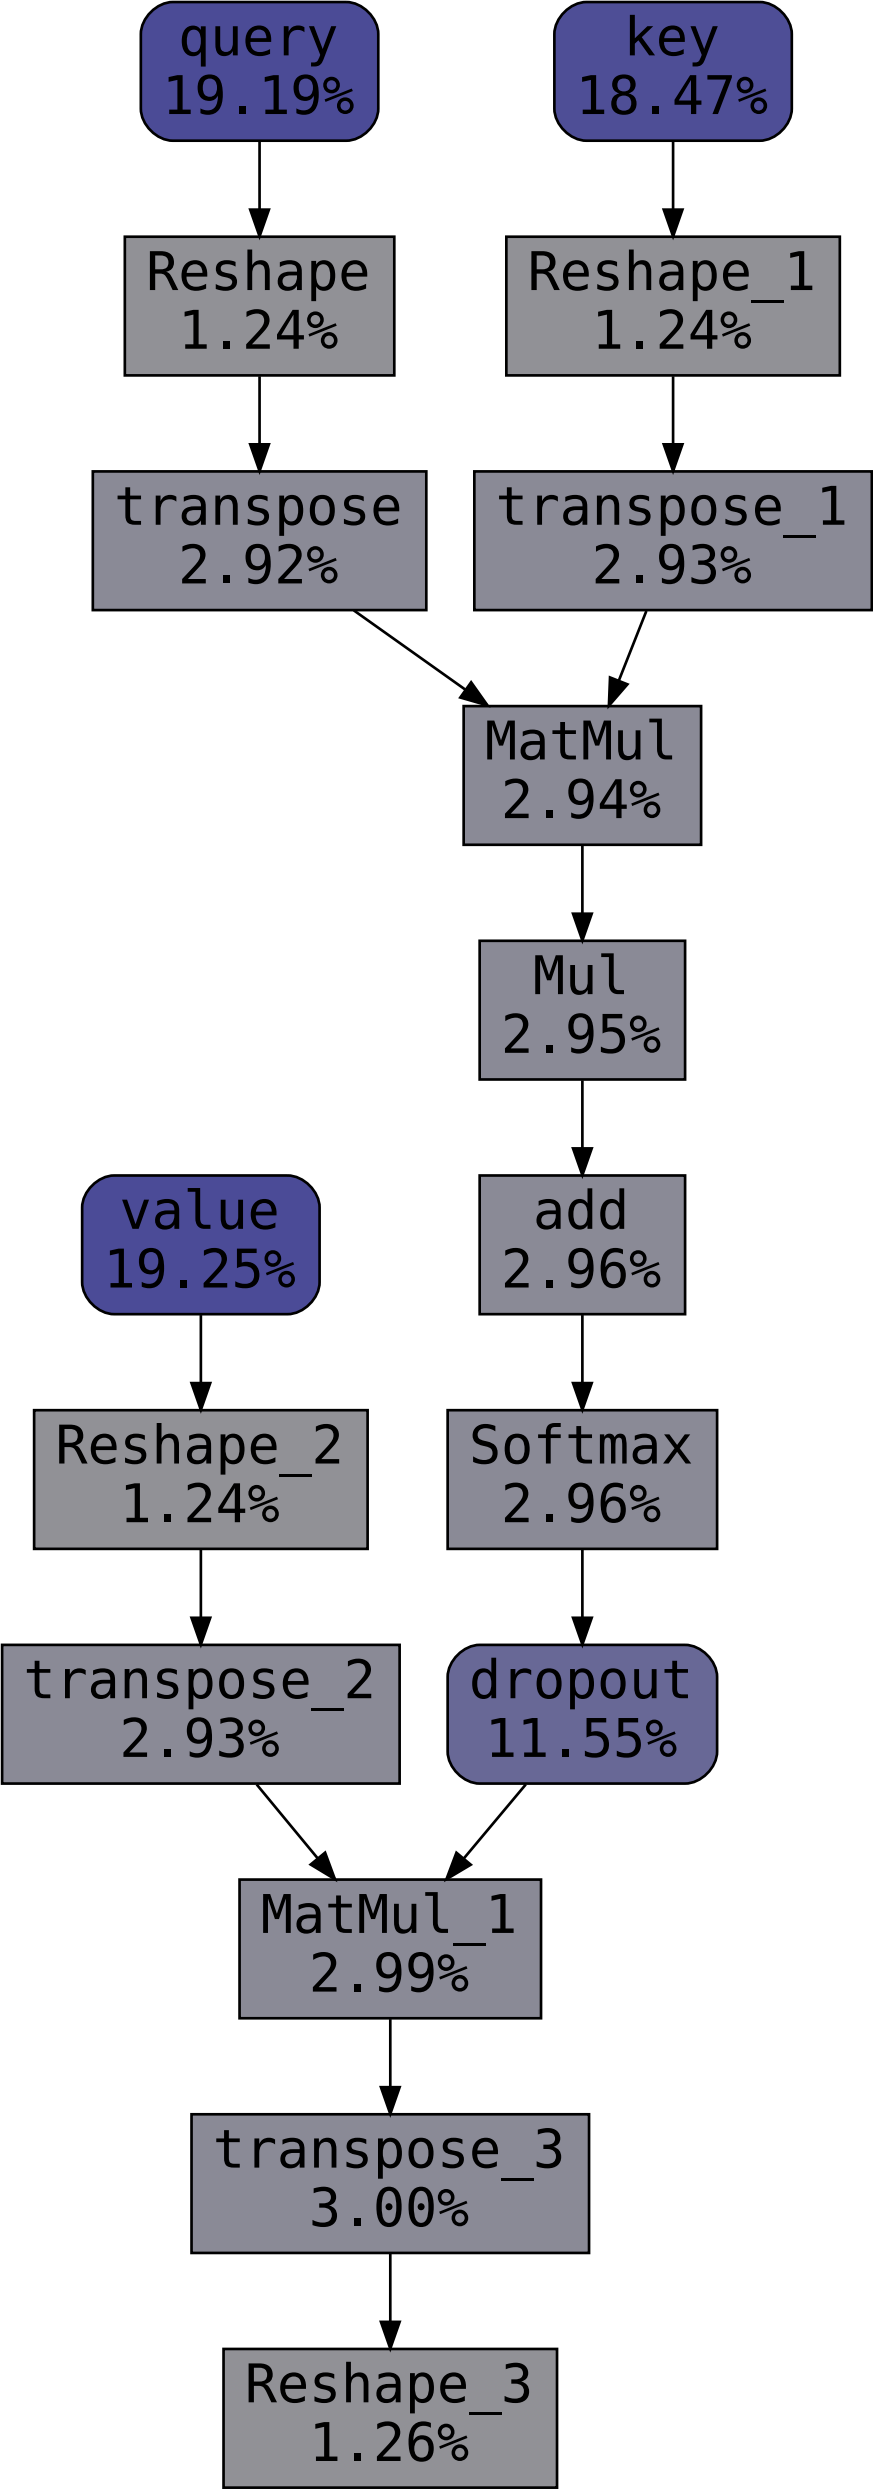 query
19.19%
key
18.47%
Reshape
1.24%
Reshape_1
1.24%
transpose
2.92%
transpose_1
2.93%
MatMul
2.94%
Mul
2.95%
add
2.96%
value
19.25%
Softmax
2.96%
Reshape_2
1.24%
dropout
11.55%
transpose_2
2.93%
MatMul_1
2.99%
transpose_3
3.00%
Reshape_3
1.26%